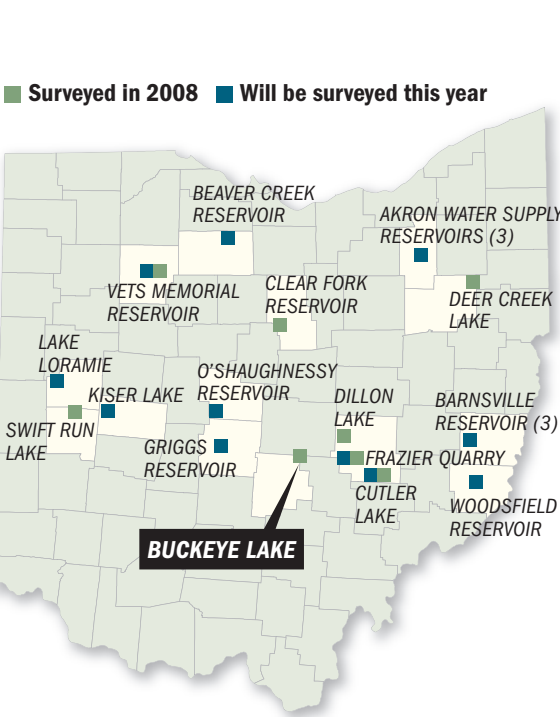 Surveyed in 2008 Will be surveyed this year
BEAVER CREEK
RESERVOIR
AKRON WATER SUPPLY
RESERVOIRS (3)
VETS MEMORIAL
RESERVOIR
CLEAR FORK
RESERVOIR
DEER CREEK
LAKE
LAKE
LORAMIE
KISER LAKE
O'SHAUGHNESSY
RESERVOIR
DILLON
LAKE
BARNSVILLE
RESERVOIR (3)
SWIFT RUN
LAKE
GRIGGS
RESERVOIR
FRAZIER QUARRY
CUTLER
LAKE
WOODSFIELD
RESERVOIR
BUCKEYE LAKE